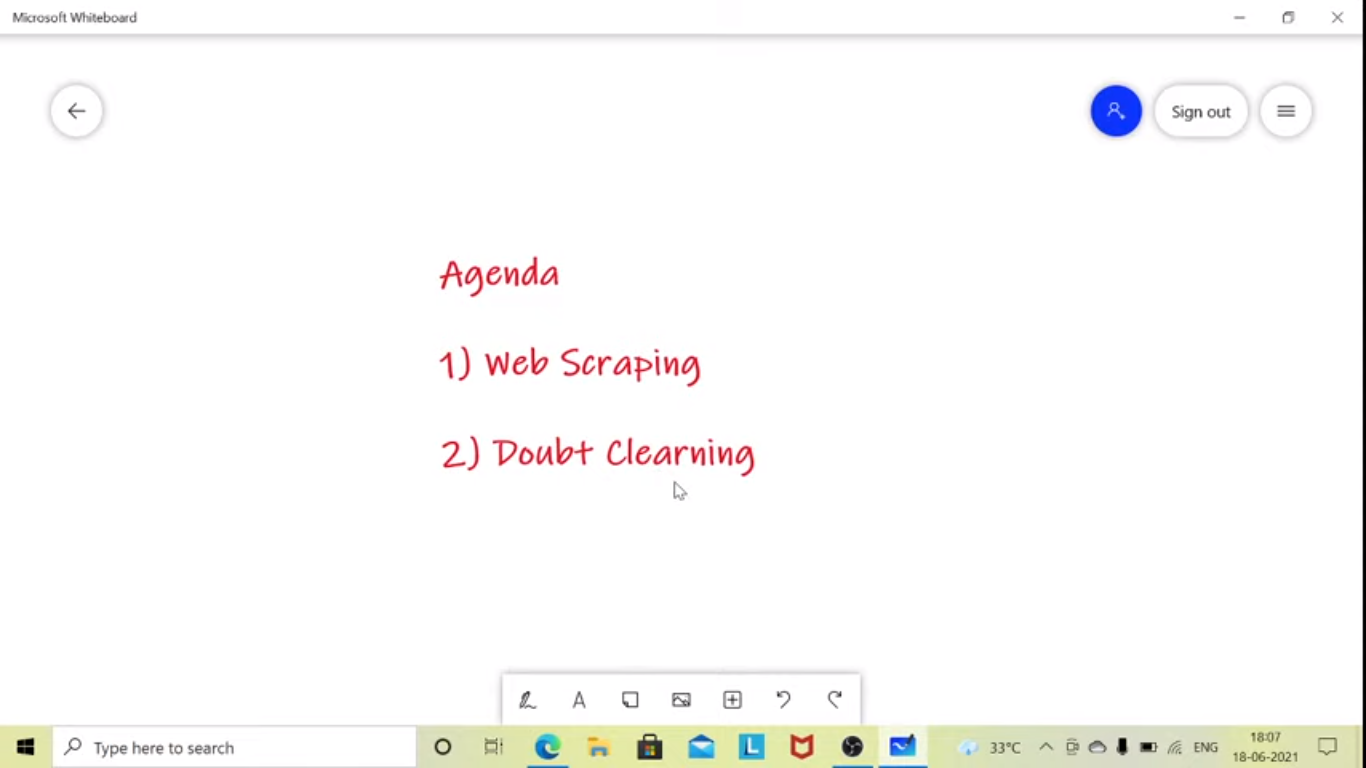 Microsoft Whiteboard
Sign out
Agenda
1) Web Scraping
2) Doubt Clearning
Type here to search
L
33°C
ENG
18:07
18-06-2021